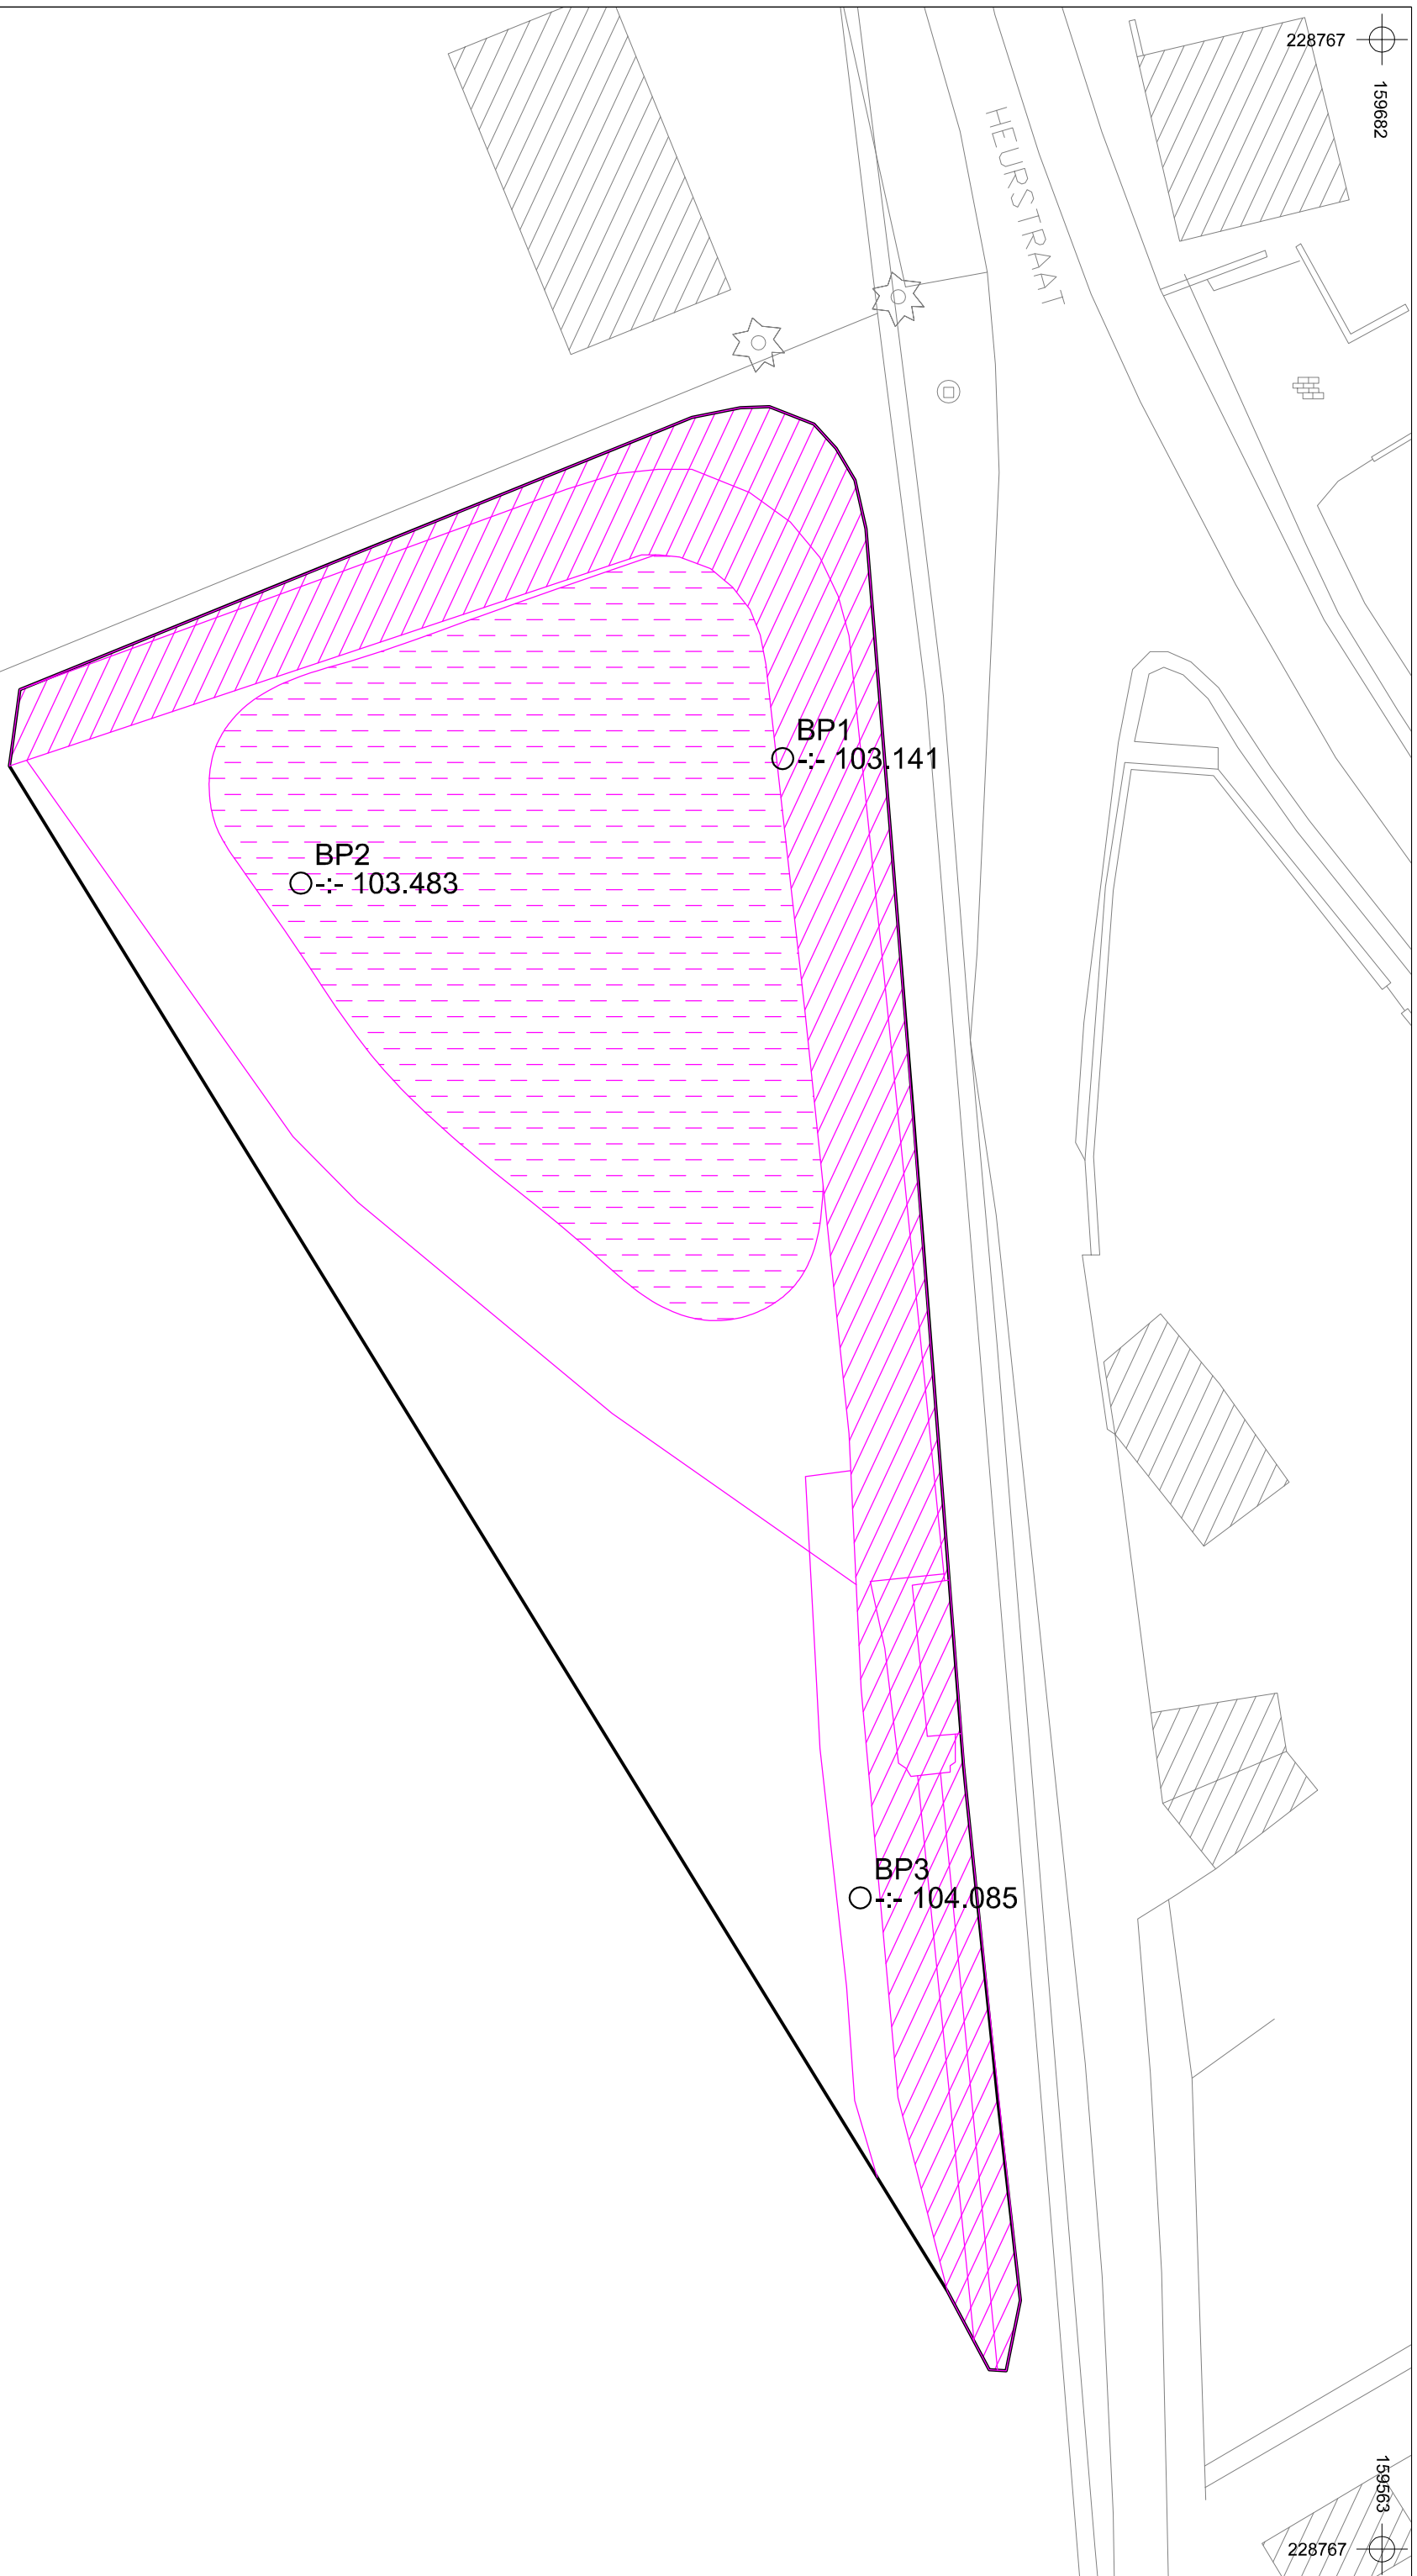 228767
159682
HEURSTRAAT
BP1
-:- 103.141
BP2
-:- 103.483
BP3
-:- 104.085
159563
228767